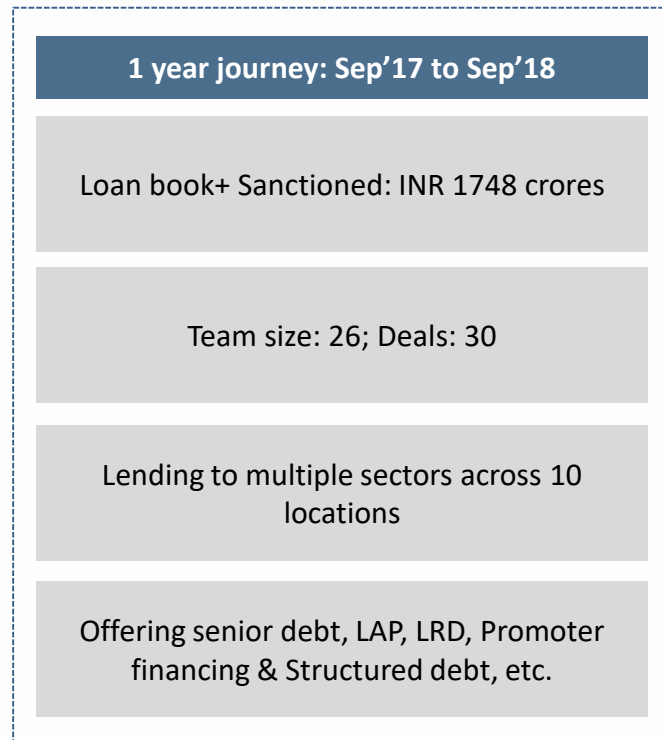 1 year journey: Sep’17 to Sep’18
Loan book+ Sanctioned: INR 1748 crores
Team size: 26; Deals: 30
Lending to multiple sectors across 10
locations
Offering senior debt, LAP, LRD, Promoter
financing & Structured debt, etc.